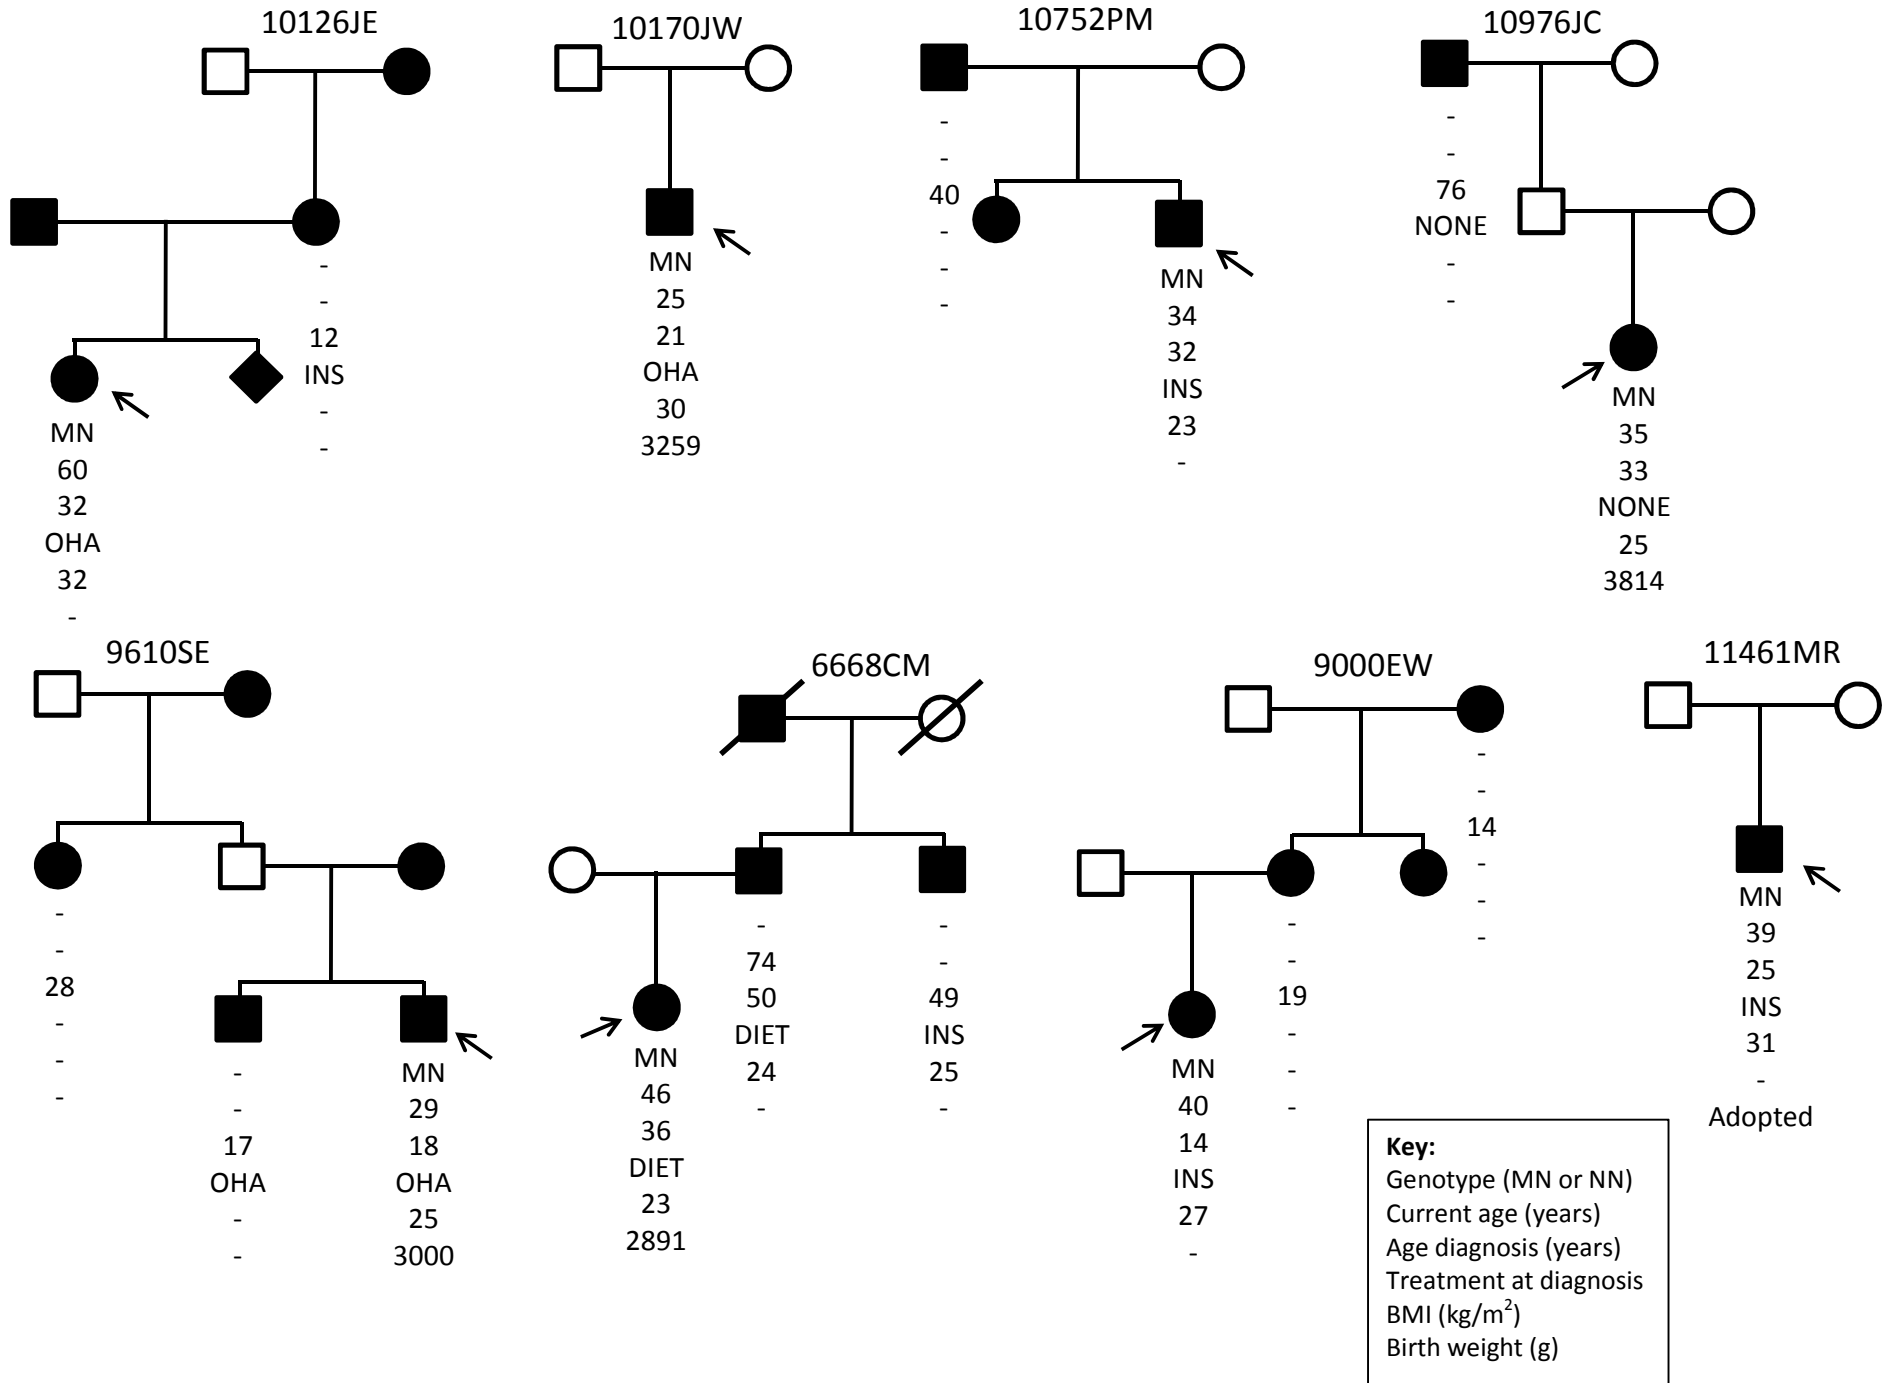 10126JE
-
-
12
INS
-
-
MN
60
32
OHA
32
-
10170JW
MN
25
21
OHA
30
3259
10752PM
-
-
40
-
-
-
MN
34
32
INS
23
-
10976JC
-
-
76
NONE
-
-
MN
35
33
NONE
25
3814
9610SE
-
-
28
-
-
-
-
-
17
OHA
-
-
MN
29
18
OHA
25
3000
6668CM
-
74
50
DIET
24
-
-
-
49
INS
25
-
MN
46
36
DIET
23
2891
9000EW
-
-
14
-
-
-
-
-
19
-
-
-
MN
40
14
INS
27
-
11461MR
MN
39
25
INS
31
-
Adopted
Key:
Genotype (MN or NN)
Current age (years)
Age diagnosis (years)
Treatment at diagnosis
BMI (kg/m²)
Birth weight (g)